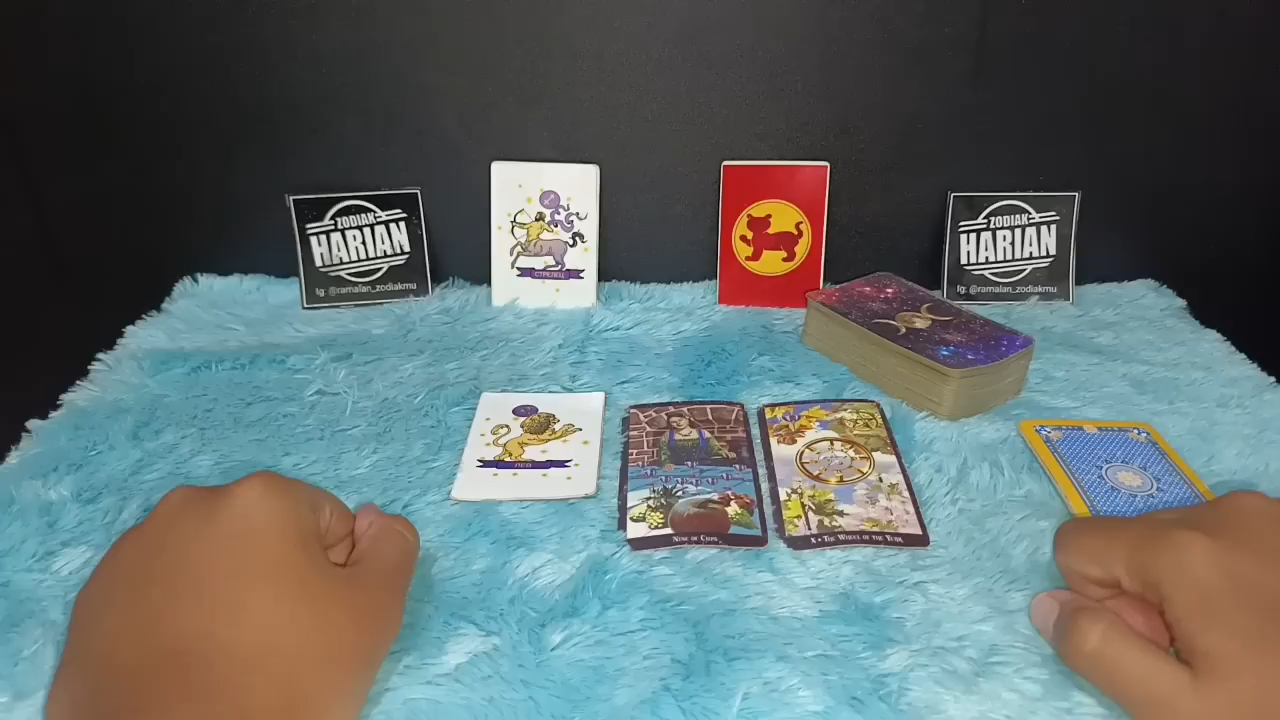 ZODIAK
HARIAN
Ig: @ramalan_zodiakmu
СТРЕЛЕЦ
ZODIAK
HARIAN
Ig: @ramalan_zodiakmu
ЛЕВ
NINE OF CUPS
X • THE WHEEL OF THE YEAR